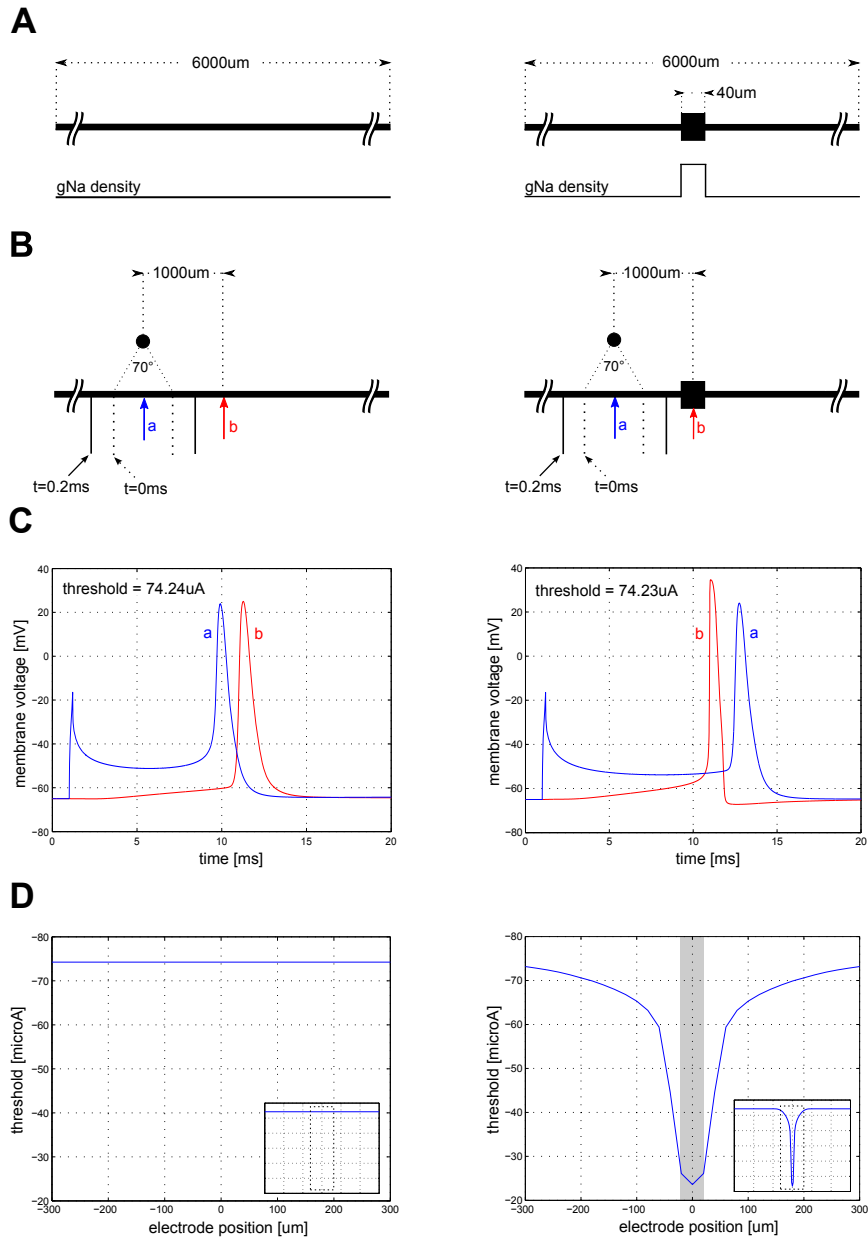 A
6000um
gNa density
6000um
40um
gNa density
B
1000um
70°
a
b
t=0.2ms
t=0ms
1000um
70°
a
b
t=0.2ms
t=0ms
C
threshold = 74.24uA
a
b
membrane voltage [mV]
40
20
0
−20
−40
−60
−80
0 5 10 15 20
time [ms]
threshold = 74.23uA
b
a
membrane voltage [mV]
40
20
0
−20
−40
−60
−80
0 5 10 15 20
time [ms]
D
threshold [microA]
−80
−70
−60
−50
−40
−30
−20
−300 −200 −100 0 100 200 300
electrode position [um]
threshold [microA]
−80
−70
−60
−50
−40
−30
−20
−300 −200 −100 0 100 200 300
electrode position [um]